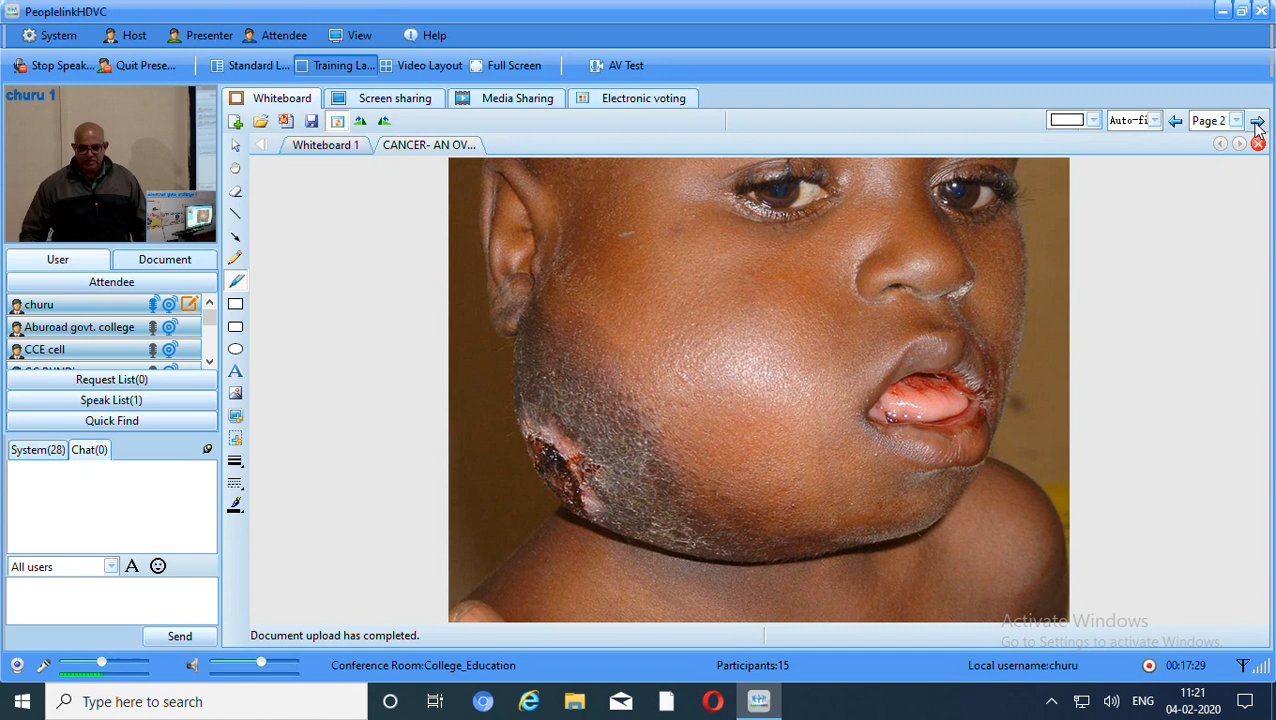 PeoplelinkHDVC
System Host Presenter Attendee View Help
Stop Speak... Quit Prese... Standard L... Training La... Video Layout Full Screen AV Test
churu 1
Whiteboard Screen sharing Media Sharing Electronic voting
Auto-fi Page 2
Whiteboard 1 CANCER- AN OV...
Aburoad govt. college
User Document
Attendee
churu
Aburoad govt. college
CCE cell
Request List(0)
Speak List(1)
Quick Find
System(28) Chat(0)
All users A
Send
A
Document upload has completed.
Activate Windows
Go to Settings to activate Windows.
Conference Room:College_Education Participants:15 Local username:churu 00:17:29
Type here to search
ENG 11:21
04-02-2020